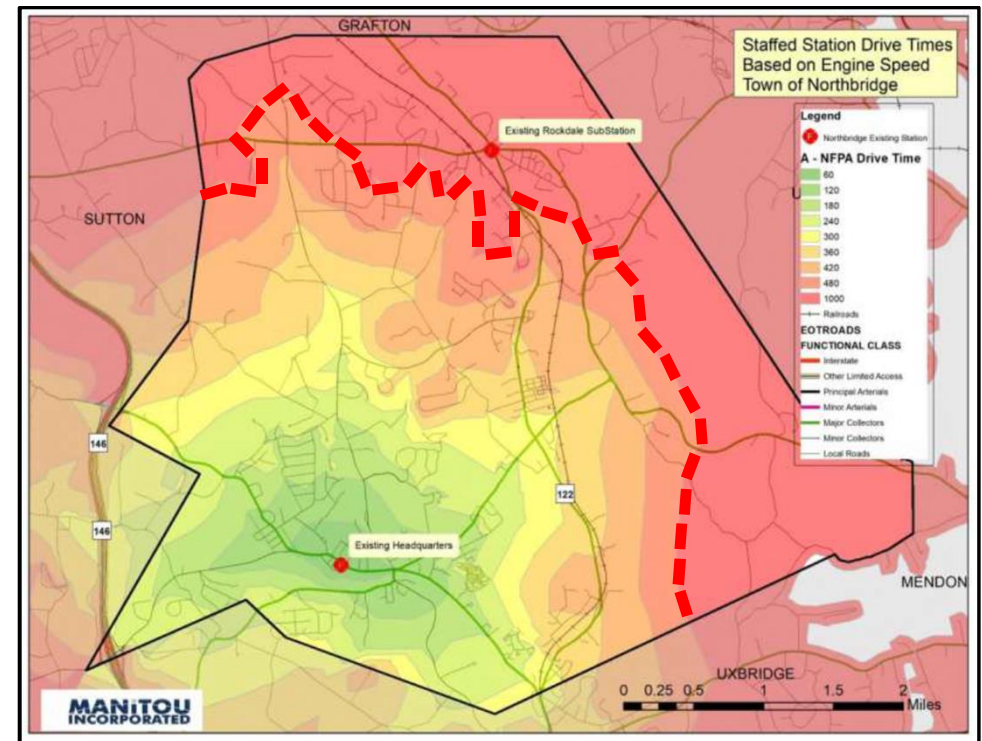 GRAFTON
Staffed Station Drive Times
Based on Engine Speed
Town of Northbridge
Legend
Northbridge Existing Station
A - NFPA Drive Time
60
120
180
240
300
360
420
480
1000
Railroads
EOTROADS
FUNCTIONAL CLASS
Interstate
Other Limited Access
Principal Arterials
Minor Arterials
Major Collectors
Minor Collectors
Local Roads
Existing Rockdale SubStation
SUTTON
U
146
122
146
Existing Headquarters
MENDON
UXBRIDGE
0 0.25 0.5 1 1.5 2
Miles
MANiTOU
INCORPORATED